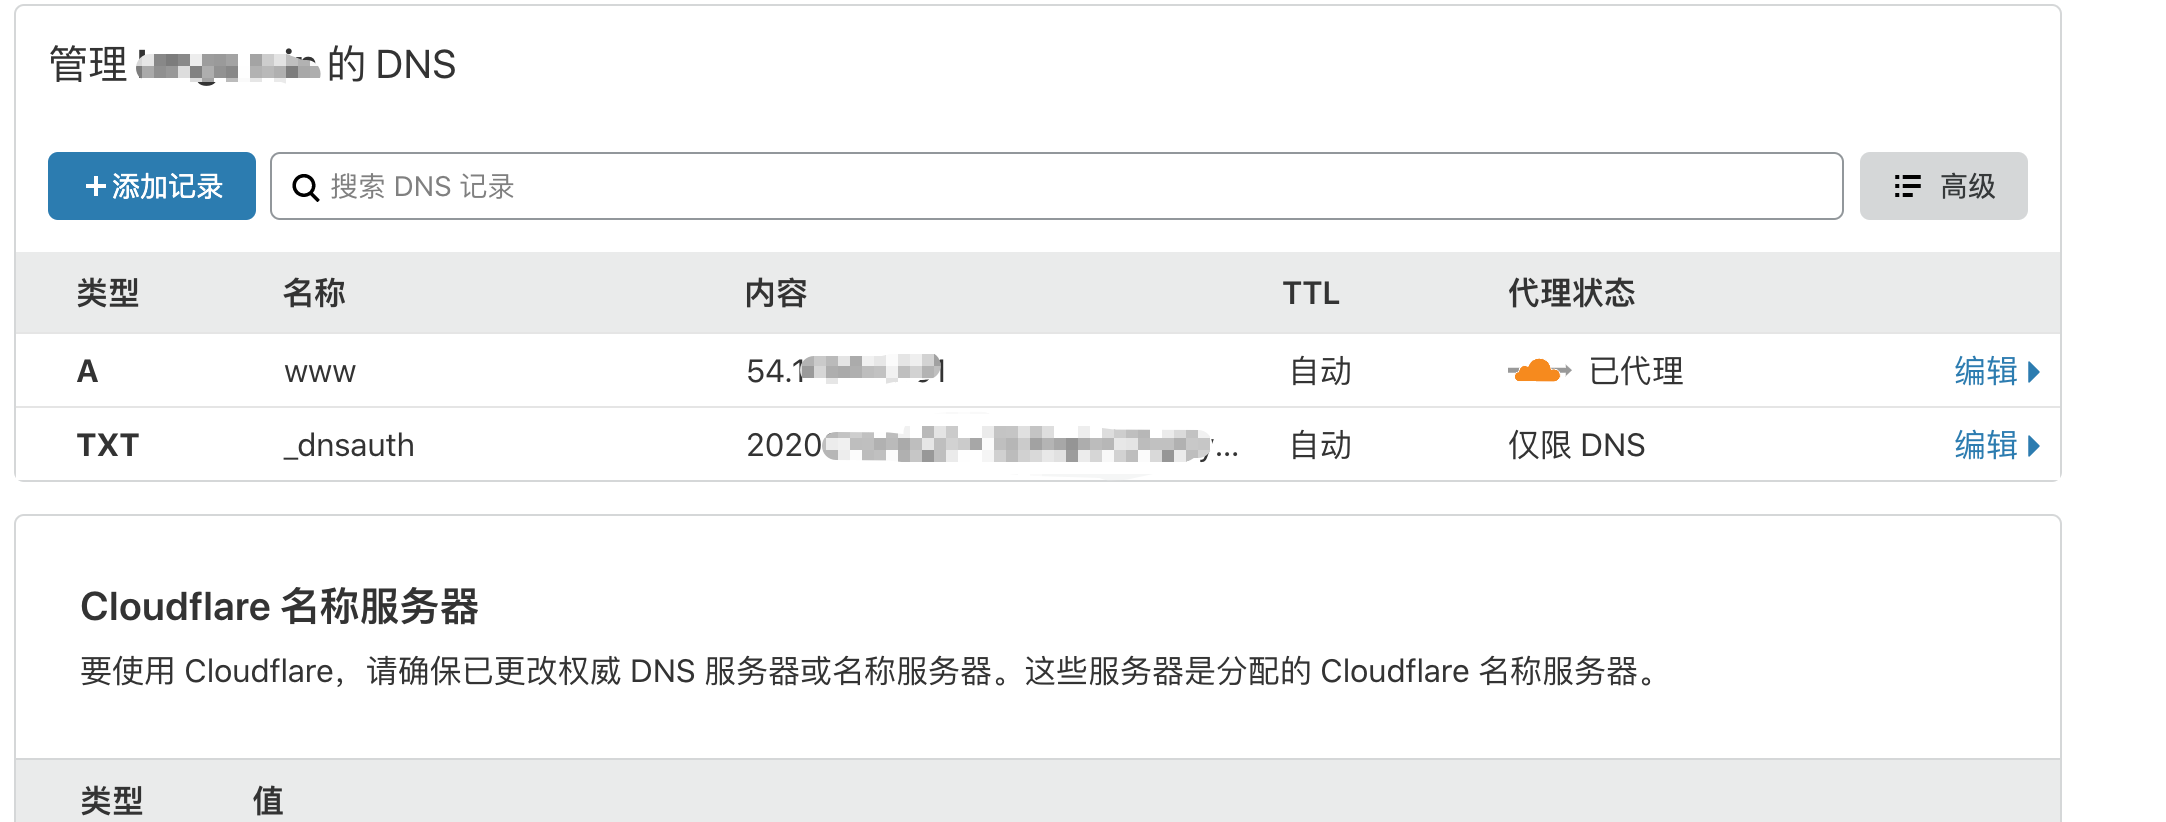 管理 的 DNS
添加记录 搜索 DNS 记录 高级
类型 名称 内容 TTL 代理状态
A www 54.1 自动 已代理 编辑
TXT _dnsauth 2020 y... 自动 仅限 DNS 编辑
Cloudflare 名称服务器
要使用 Cloudflare，请确保已更改权威 DNS 服务器或名称服务器。这些服务器是分配的 Cloudflare 名称服务器。
类型 值